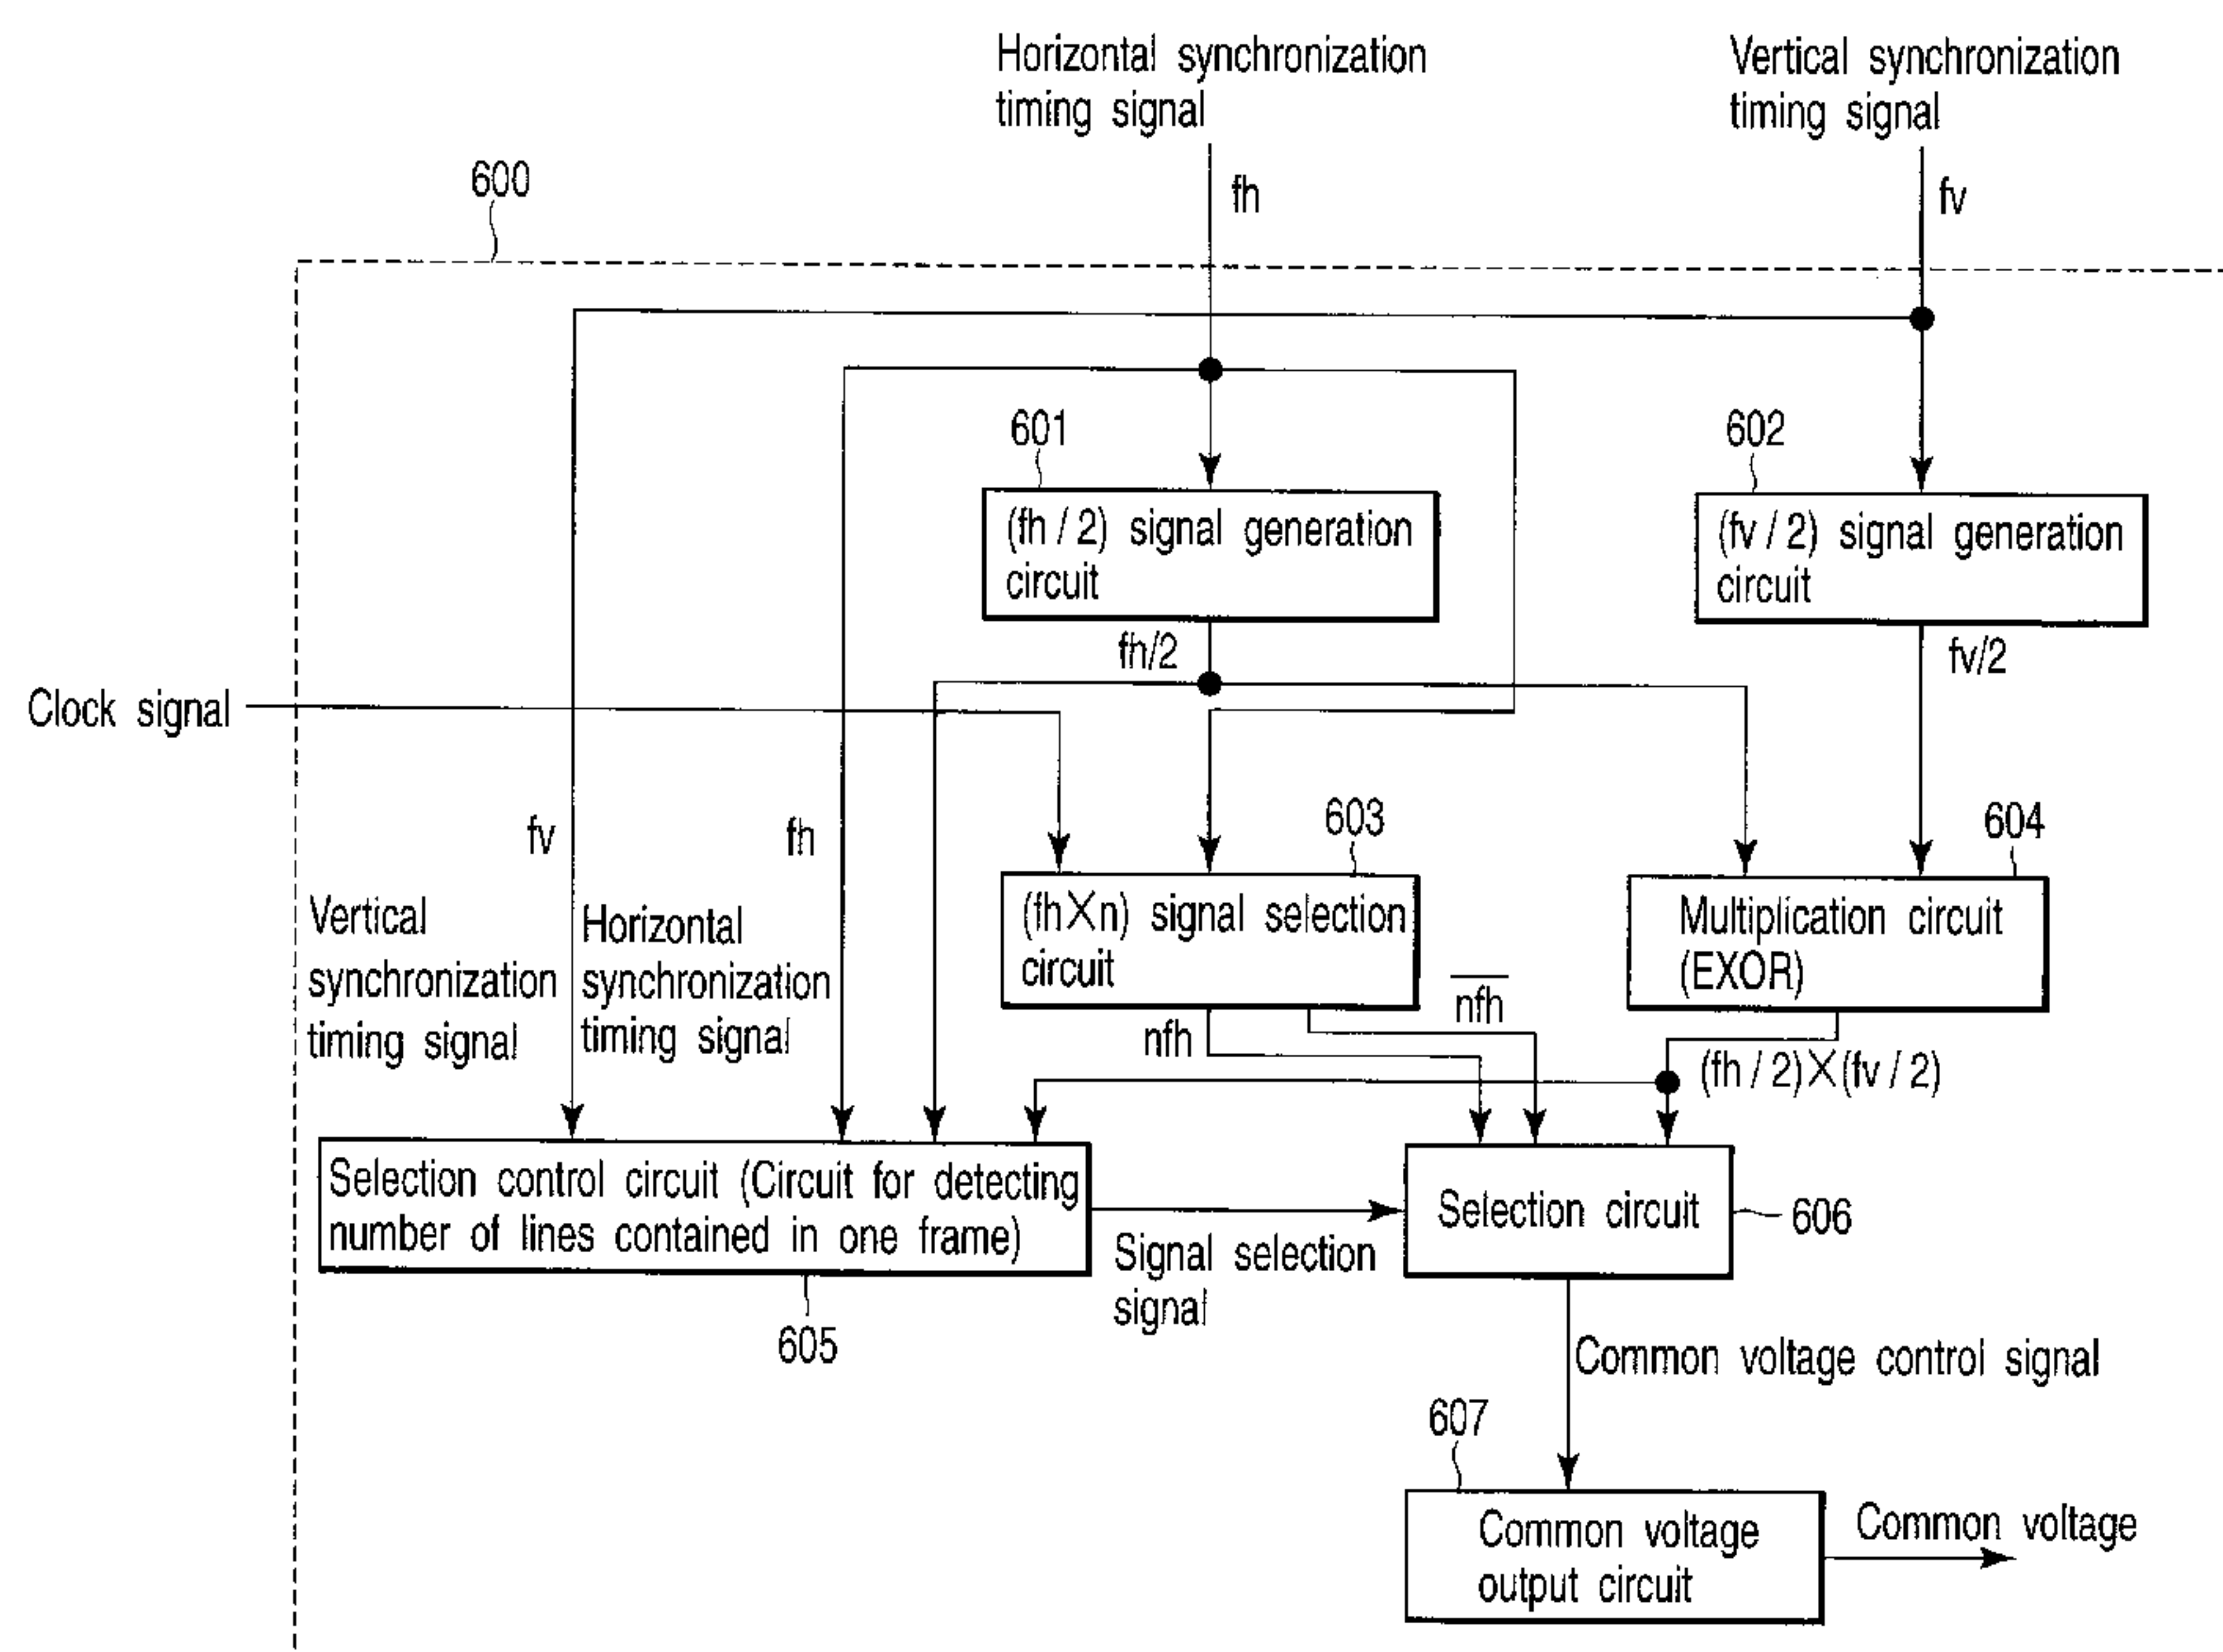 Horizontal synchronization
timing signal
Vertical synchronization
timing signal
600
fh
fv
601
602
(fh / 2) signal generation
circuit
(fv / 2) signal generation
circuit
fh/2
fv/2
Clock signal
fv
fh
603
604
Vertical
synchronization
timing signal
Horizontal
synchronization
timing signal
(fh╳n) signal selection
circuit
Multiplication circuit
(EXOR)
nfh
n̅f̅h̅
(fh / 2)╳(fv / 2)
Selection control circuit (Circuit for detecting
number of lines contained in one frame)
Selection circuit
606
Signal selection
signal
605
Common voltage control signal
607
Common voltage
output circuit
Common voltage